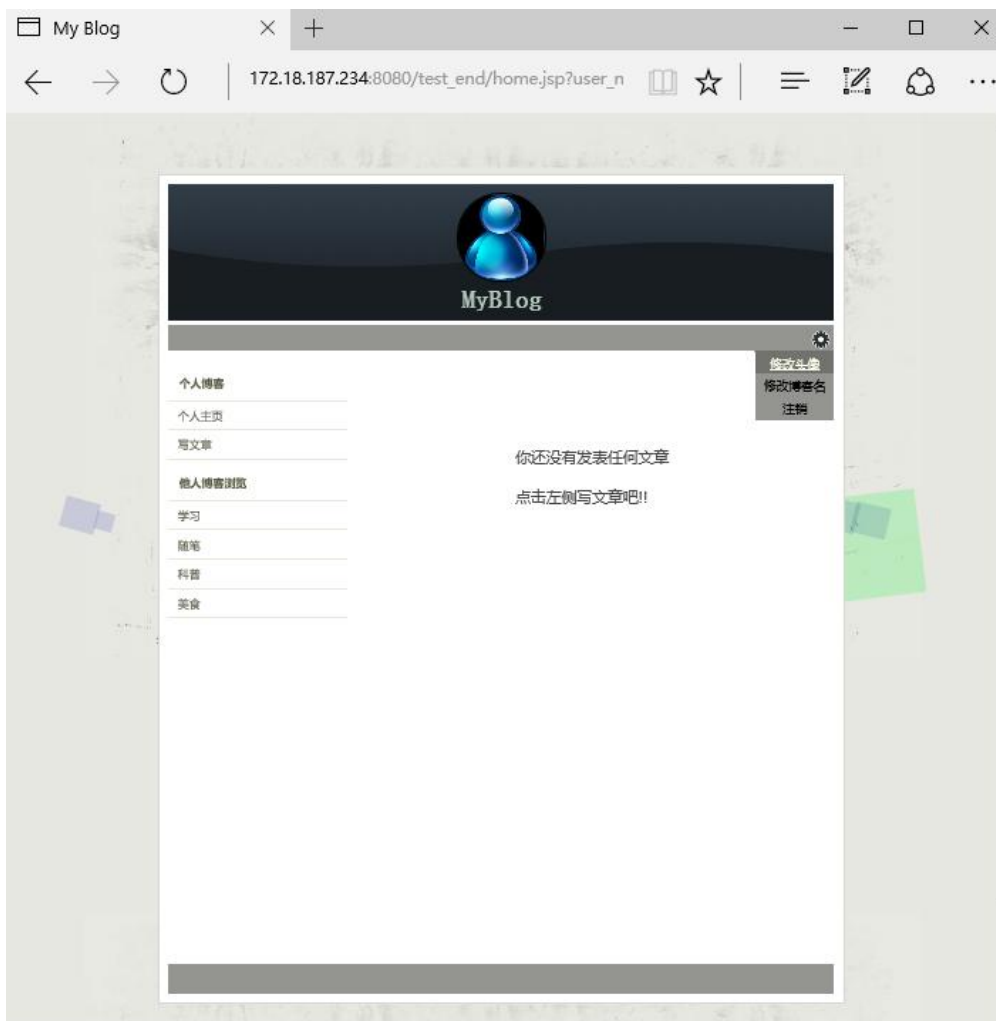 My Blog
172.18.187.234:8080/test_end/home.jsp?user_n
MyBlog
修改头像
修改博客名
注销
个人博客
个人主页
写文章
他人博客浏览
学习
随笔
科普
美食
你还没有发表任何文章
点击左侧写文章吧!!